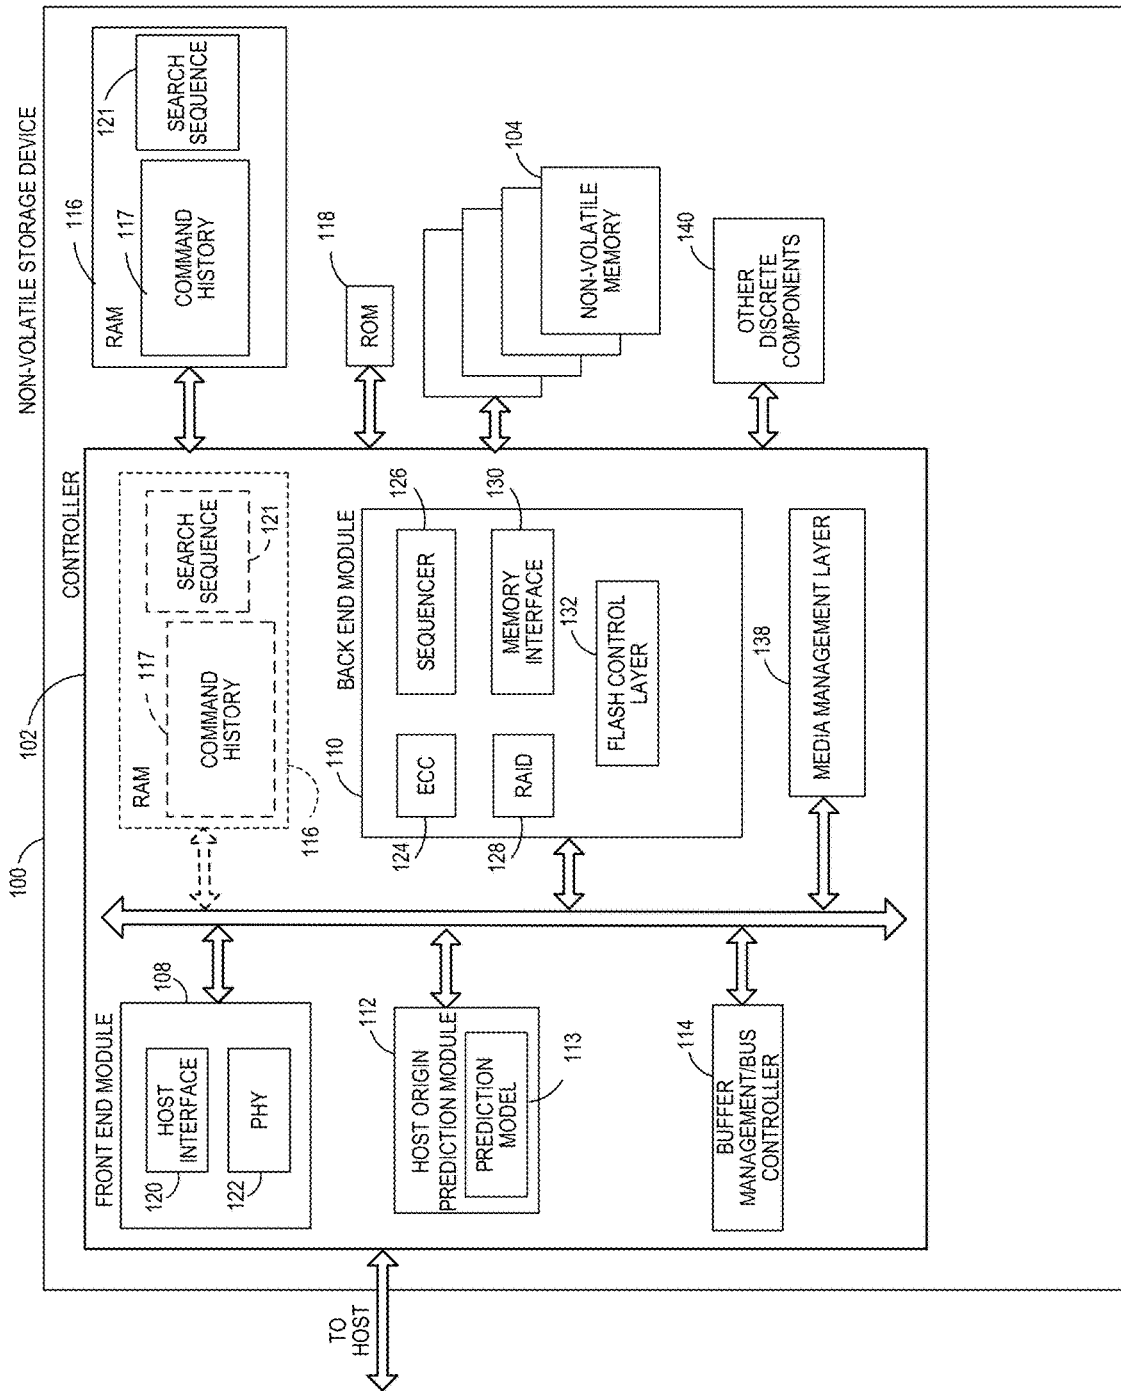 NON-VOLATILE STORAGE DEVICE
100
102
CONTROLLER
TO
HOST
FRONT END MODULE
108
HOST
INTERFACE
120
PHY
122
RAM
117
COMMAND
HISTORY
SEARCH
SEQUENCE
121
116
116
RAM
117
COMMAND
HISTORY
121
SEARCH
SEQUENCE
118
ROM
112
HOST ORIGIN
PREDICTION MODULE
PREDICTION
MODEL
113
110
BACK END MODULE
ECC
124
SEQUENCER
126
RAID
128
MEMORY
INTERFACE
130
132
FLASH CONTROL
LAYER
104
NON-VOLATILE
MEMORY
114
BUFFER
MANAGEMENT/BUS
CONTROLLER
138
MEDIA MANAGEMENT LAYER
140
OTHER
DISCRETE
COMPONENTS